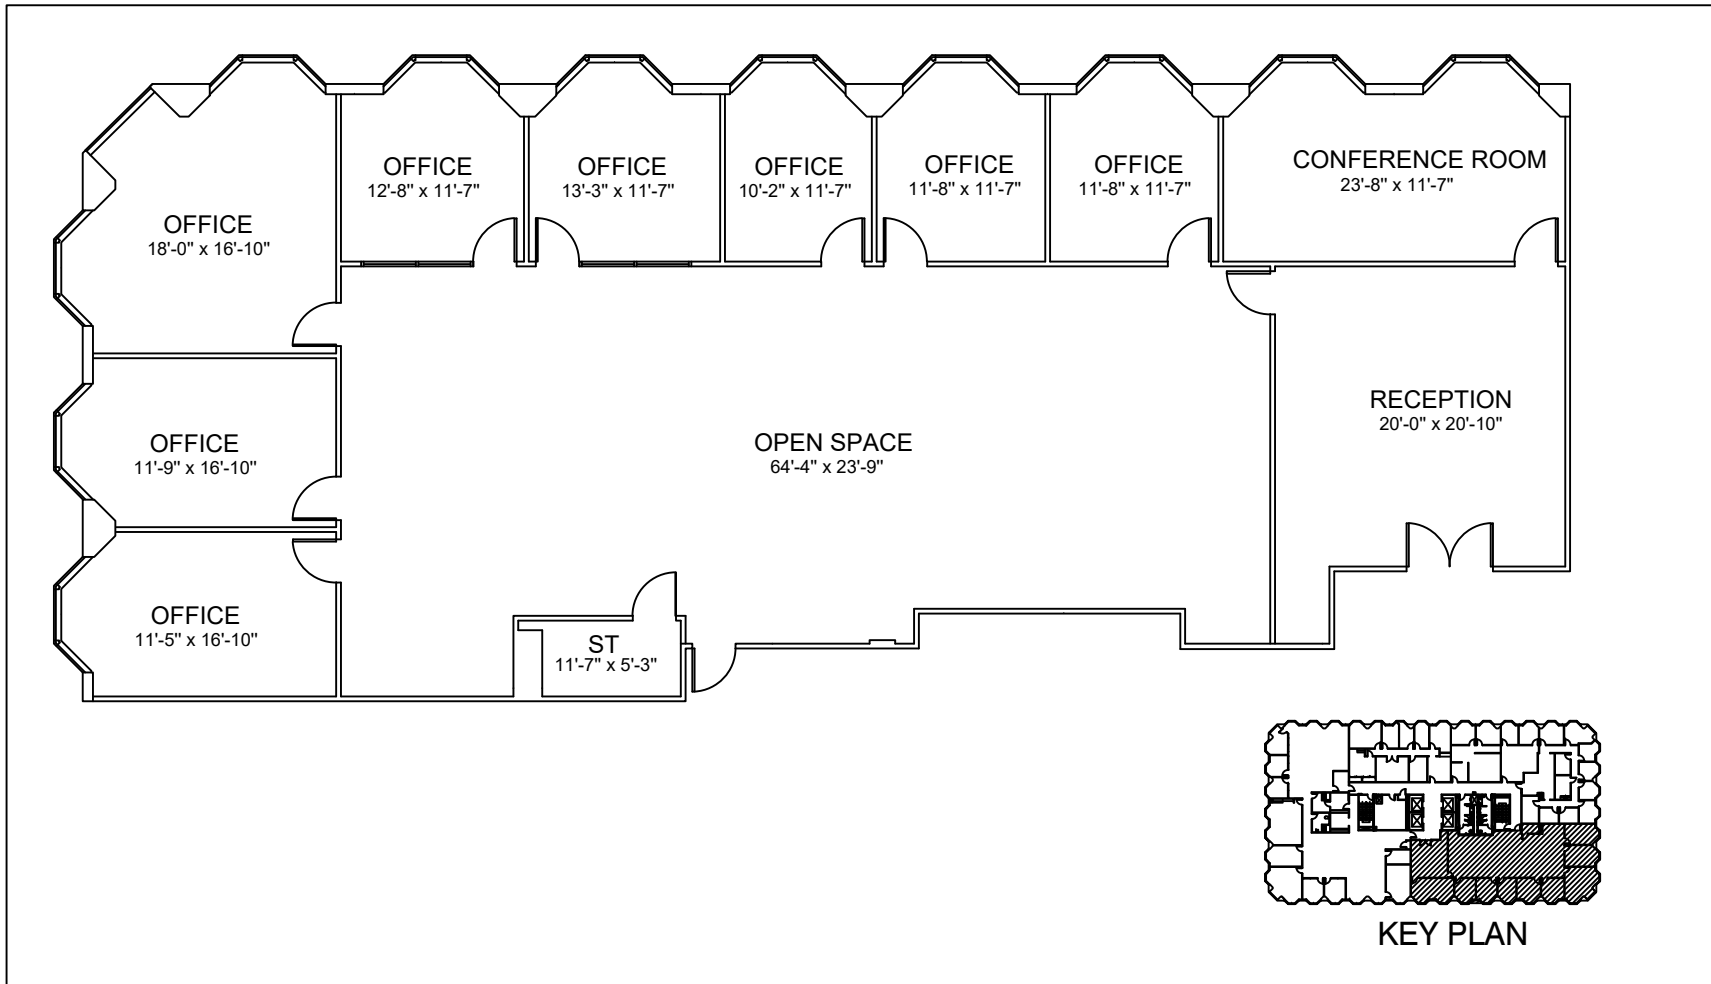 OFFICE
18'-0" x 16'-10"
OFFICE
12'-8" x 11'-7"
OFFICE
13'-3" x 11'-7"
OFFICE
10'-2" x 11'-7"
OFFICE
11'-8" x 11'-7"
OFFICE
11'-8" x 11'-7"
CONFERENCE ROOM
23'-8" x 11'-7"
OFFICE
11'-9" x 16'-10"
OPEN SPACE
64'-4" x 23'-9"
RECEPTION
20'-0" x 20'-10"
OFFICE
11'-5" x 16'-10"
ST
11'-7" x 5'-3"
KEY PLAN